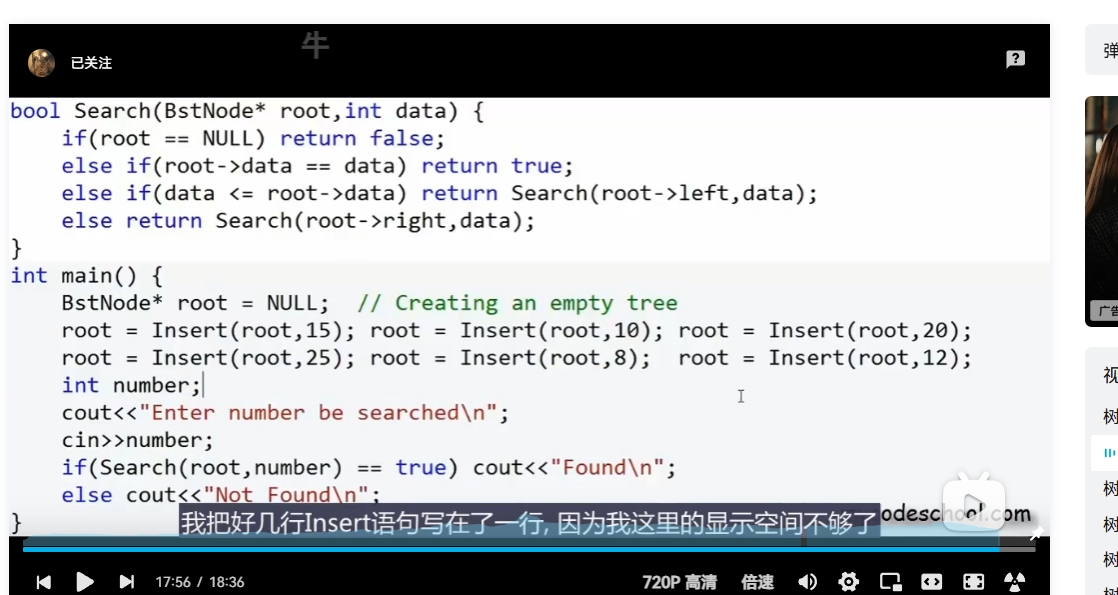 牛
已关注
弹
bool Search(BstNode* root,int data) {
    if(root == NULL) return false;
    else if(root->data == data) return true;
    else if(data <= root->data) return Search(root->left,data);
    else return Search(root->right,data);
}
int main() {
    BstNode* root = NULL;  // Creating an empty tree
    root = Insert(root,15); root = Insert(root,10); root = Insert(root,20);
    root = Insert(root,25); root = Insert(root,8);  root = Insert(root,12);
    int number;
    cout<<"Enter number be searched\n";
    cin>>number;
    if(Search(root,number) == true) cout<<"Found\n";
    else cout<<"Not Found\n";
}
我把好几行Insert语句写在了一行, 因为我这里的显示空间不够了
odeschool.com
17:56 / 18:36
720P 高清
倍速
广告
视
树
树
树
树